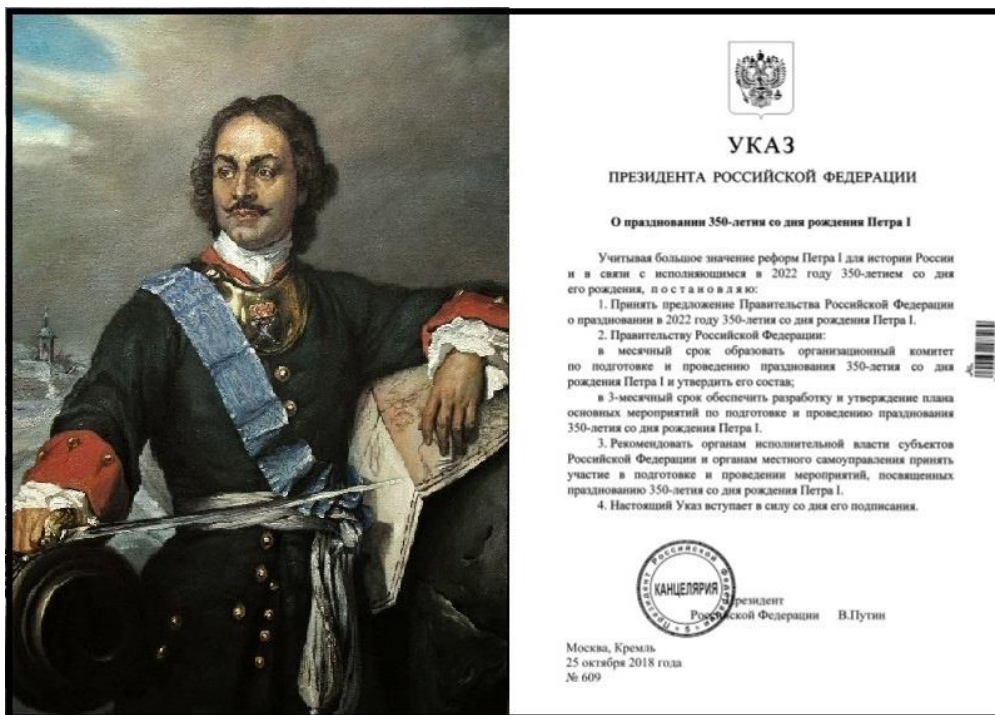 УКАЗ
ПРЕЗИДЕНТА РОССИЙСКОЙ ФЕДЕРАЦИИ
О праздновании 350-летия со дня рождения Петра I
Учитывая большое значение реформ Петра I для истории России
и в связи с исполняющимся в 2022 году 350-летием со дня
его рождения, п о с т а н о в л я ю:
1. Принять предложение Правительства Российской Федерации
о праздновании в 2022 году 350-летия со дня рождения Петра I.
2. Правительству Российской Федерации:
в месячный срок образовать организационный комитет
по подготовке и проведению празднования 350-летия со дня
рождения Петра I и утвердить его состав;
в 3-месячный срок обеспечить разработку и утверждение плана
основных мероприятий по подготовке и проведению празднования
350-летия со дня рождения Петра I.
3. Рекомендовать органам исполнительной власти субъектов
Российской Федерации и органам местного самоуправления принять
участие в подготовке и проведении мероприятий, посвященных
празднованию 350-летия со дня рождения Петра I.
4. Настоящий Указ вступает в силу со дня его подписания.
Президент Российской Федерации
КАНЦЕЛЯРИЯ
5
Президент
Российской Федерации В.Путин
Москва, Кремль
25 октября 2018 года
№ 609